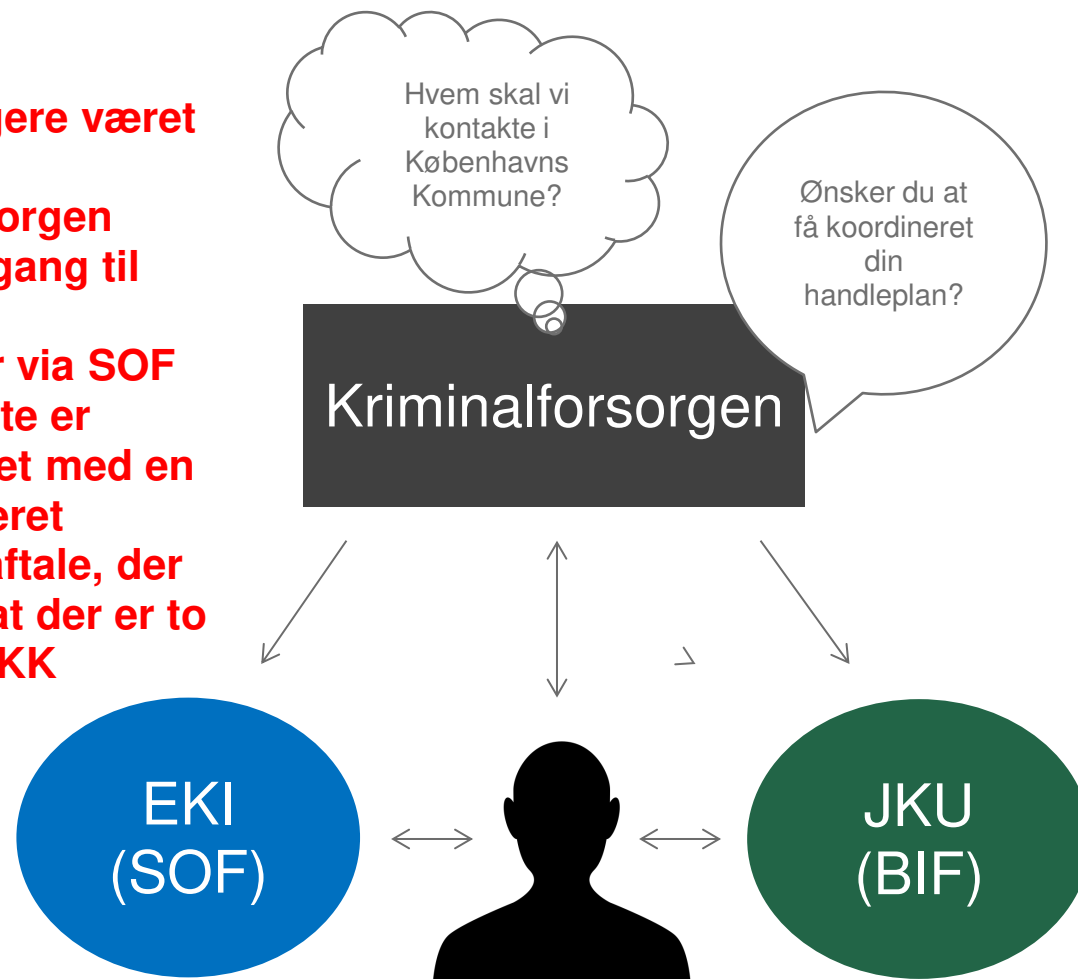 gere været
orgen
gang til
r via SOF
te er
et med en
eret
ftale, der
at der er to
KK
Hvem skal vi
kontakte i
Københavns
Kommune?
Ønsker du at
få koordineret
din
handleplan?
Kriminalforsorgen
EKI
(SOF)
JKU
(BIF)